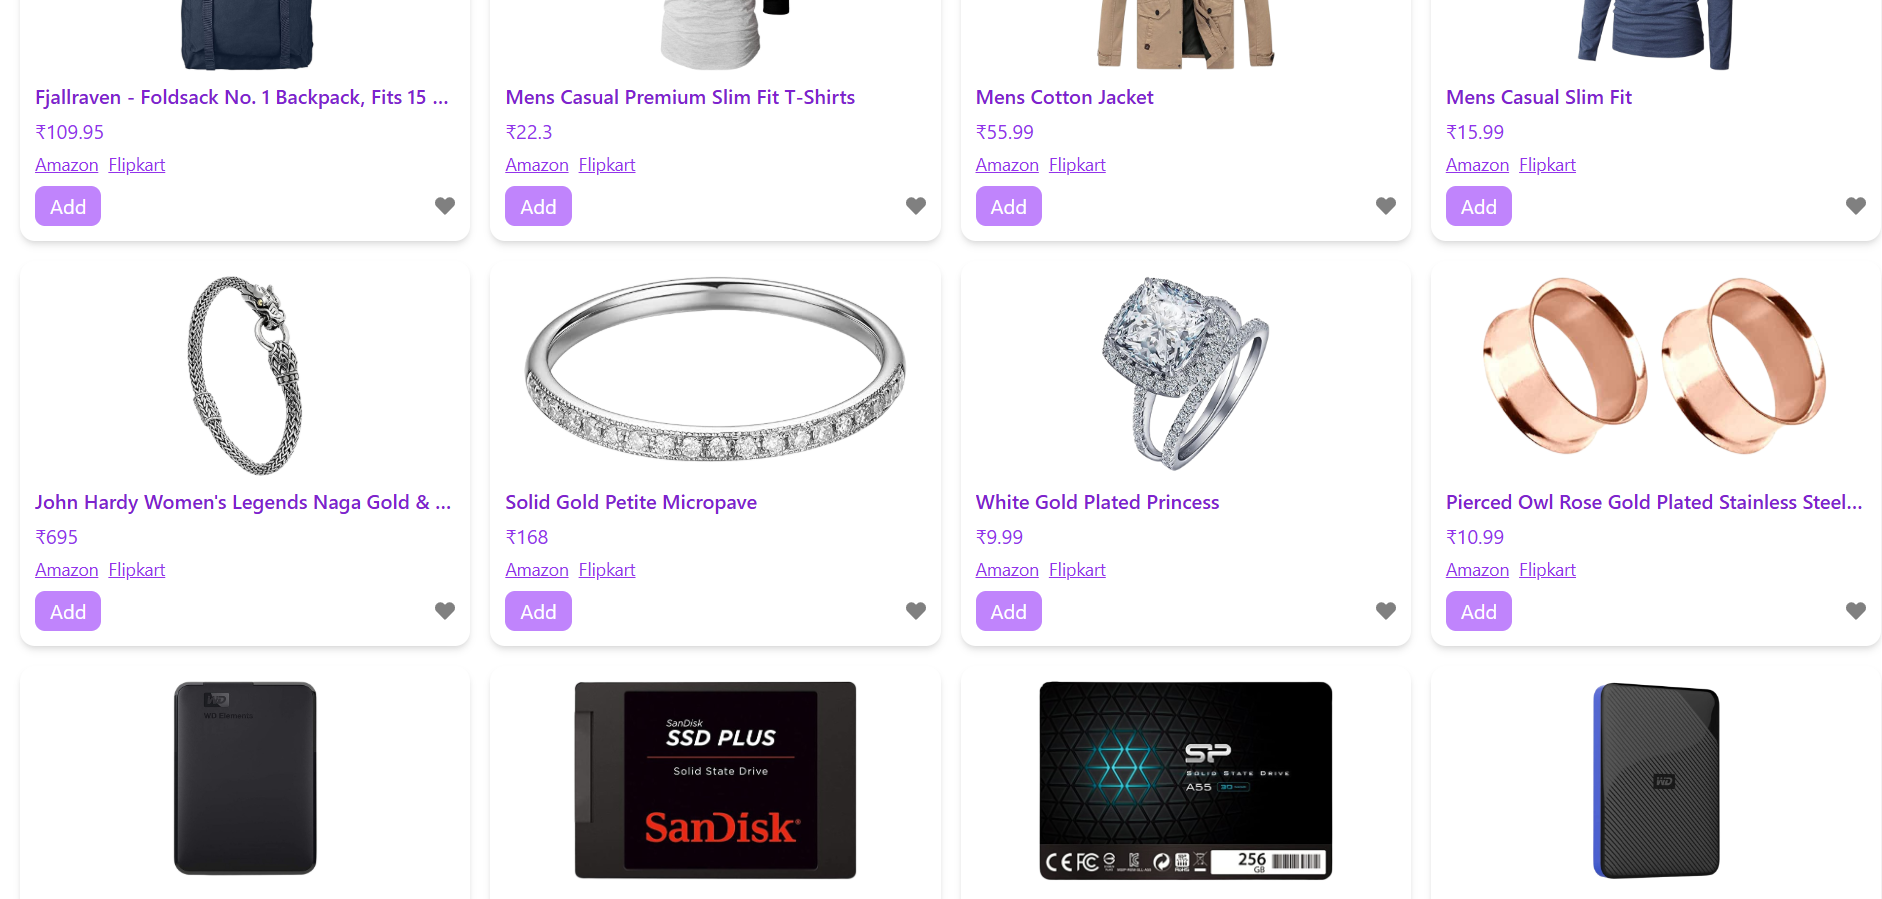 Fjallraven - Foldsack No. 1 Backpack, Fits 15 ...
₹109.95
Amazon Flipkart
Add
Mens Casual Premium Slim Fit T-Shirts
₹22.3
Amazon Flipkart
Add
Mens Cotton Jacket
₹55.99
Amazon Flipkart
Add
Mens Casual Slim Fit
₹15.99
Amazon Flipkart
Add
John Hardy Women's Legends Naga Gold & ...
₹695
Amazon Flipkart
Add
Solid Gold Petite Micropave
₹168
Amazon Flipkart
Add
White Gold Plated Princess
₹9.99
Amazon Flipkart
Add
Pierced Owl Rose Gold Plated Stainless Steel...
₹10.99
Amazon Flipkart
Add
WD
WD Elements
SanDisk
SSD PLUS
Solid State Drive
SanDisk®
SP
SOLID STATE DRIVE
A55 3D
CE FC
256
GB
WD